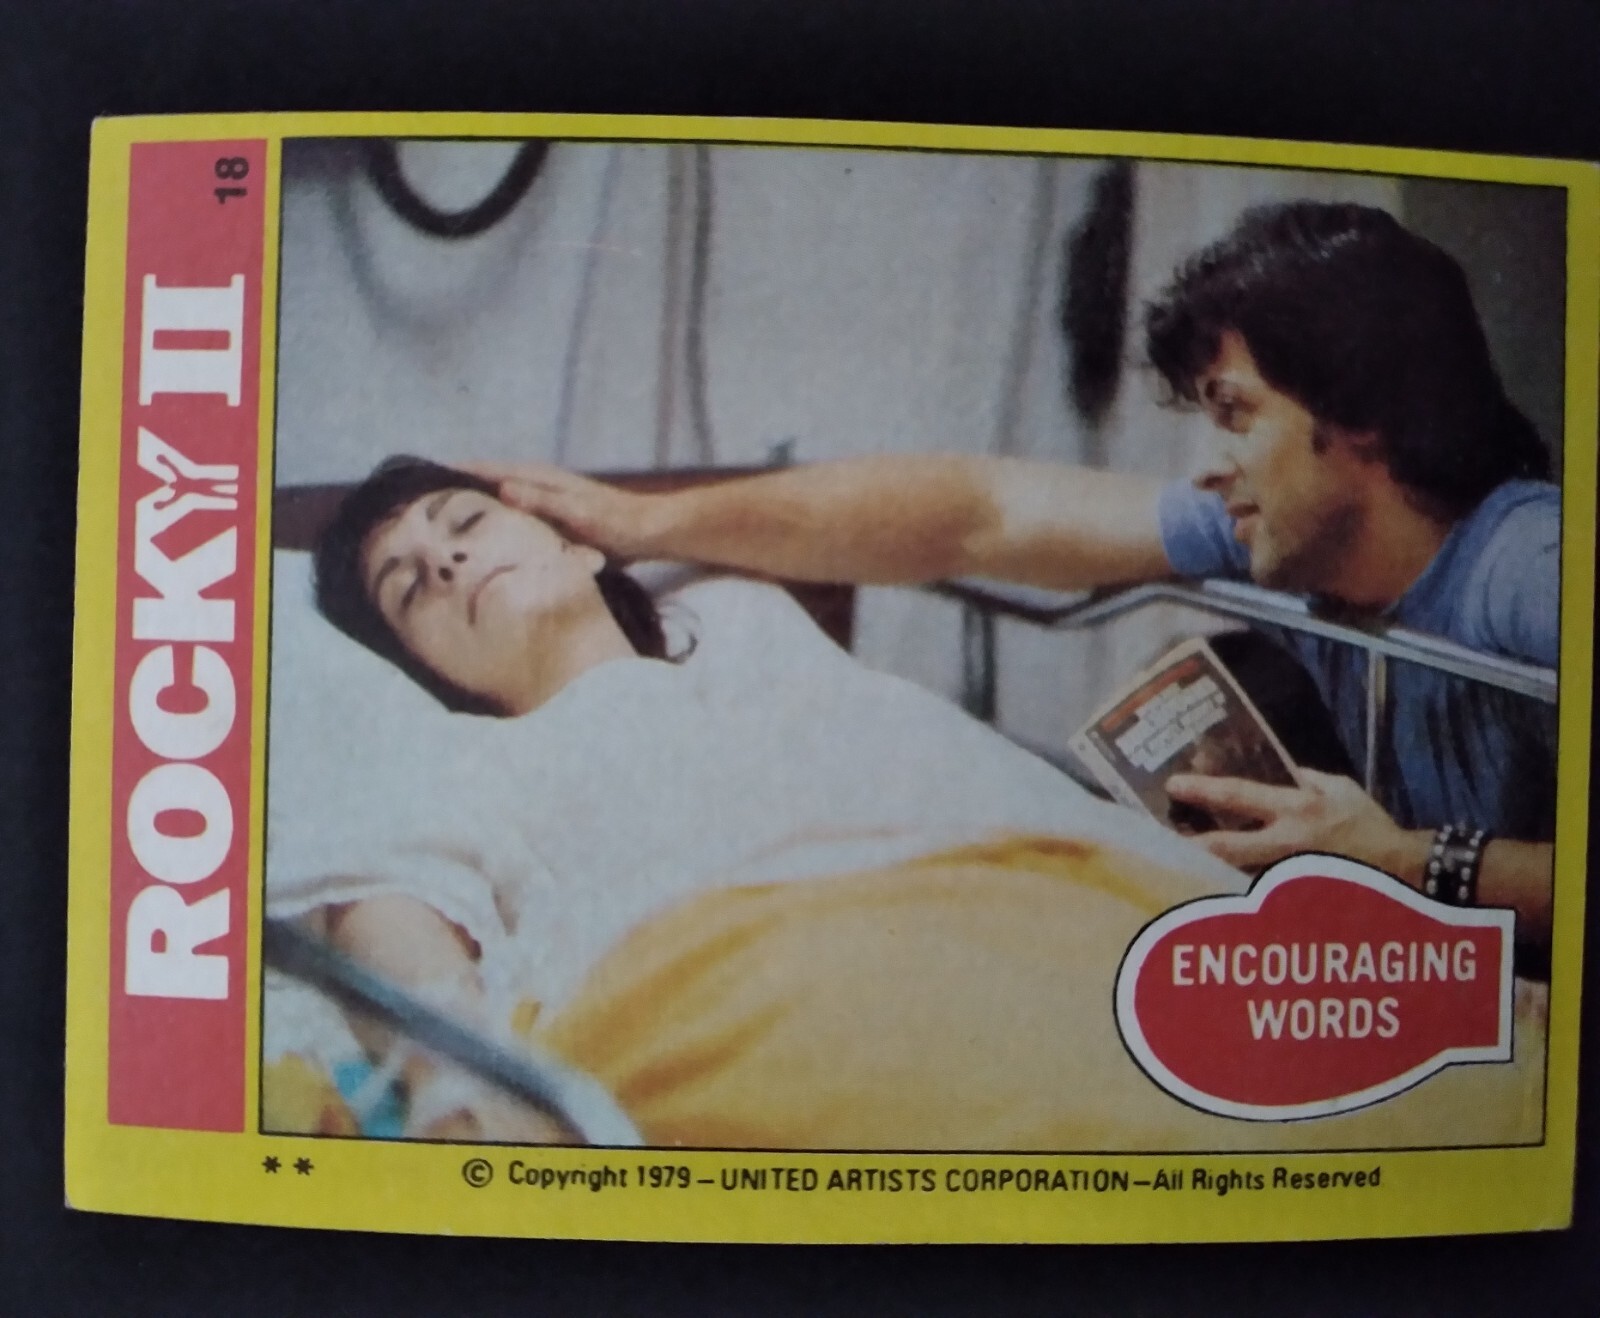 ROCKY II
18
ENCOURAGING
WORDS
** © Copyright 1979 – UNITED ARTISTS CORPORATION – All Rights Reserved